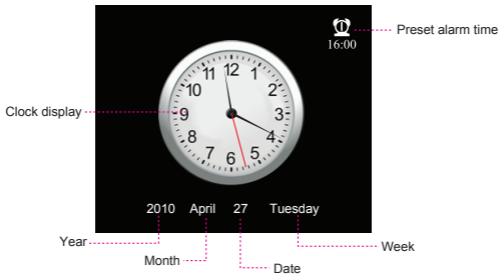 Preset alarm time
16:00
12
11
1
10
2
Clock display
9
3
8
4
7
5
6
2010 April 27 Tuesday
Year
Week
Month
Date